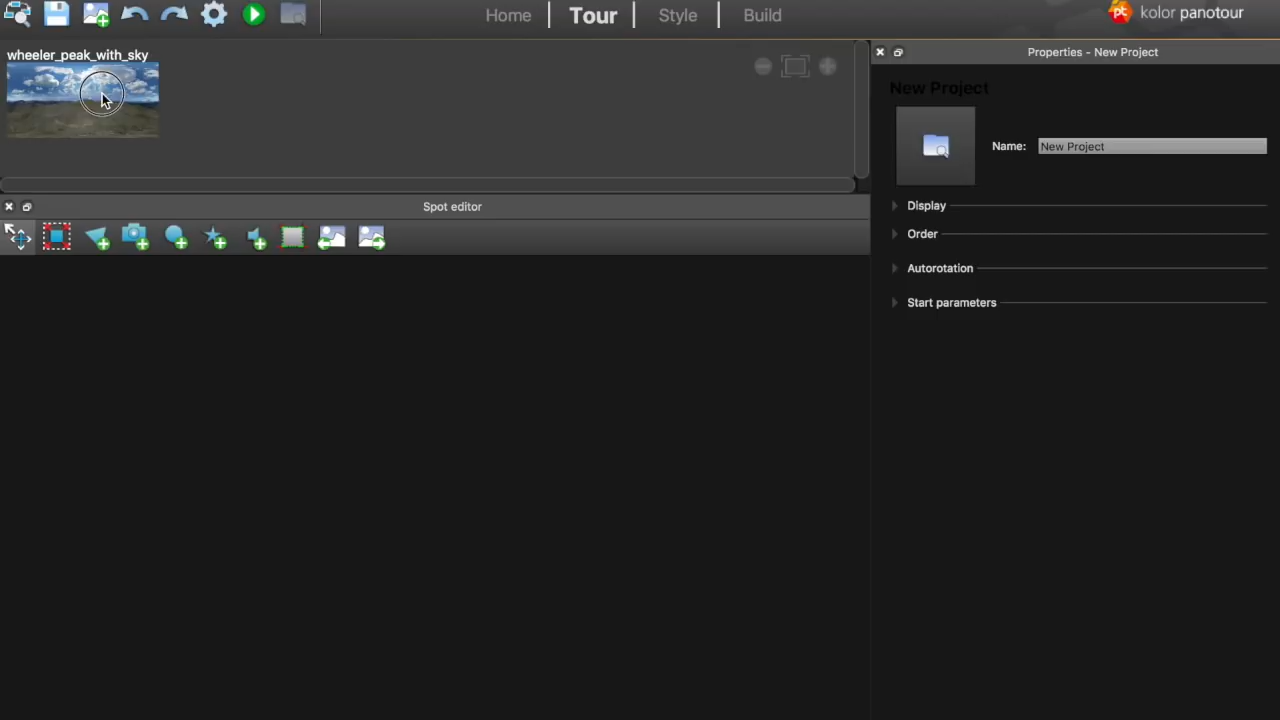 Home
Tour
Style
Build
pt kolor panotour
wheeler_peak_with_sky
Properties - New Project
New Project
Name: New Project
Spot editor
Display
Order
Autorotation
Start parameters